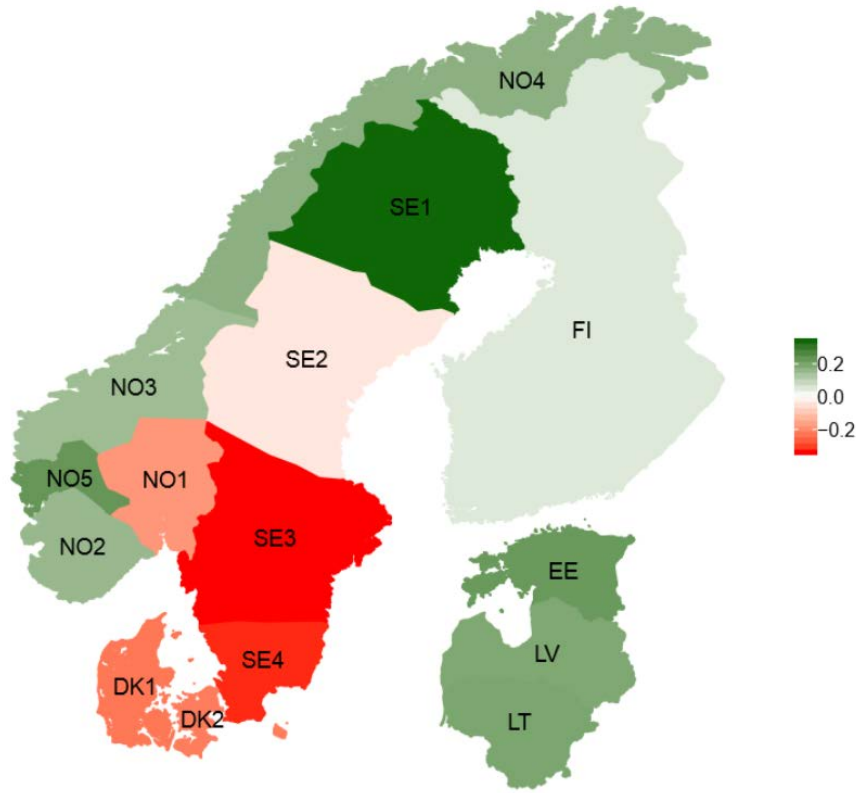 NO4
SE1
FI
SE2
0.2
0.0
−0.2
NO3
NO5
NO1
NO2
SE3
EE
SE4
LV
DK1
DK2
LT